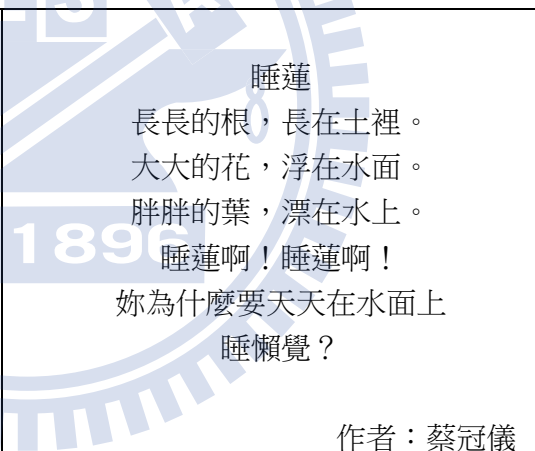 睡蓮
長長的根，長在土裡。
大大的花，浮在水面。
胖胖的葉，漂在水上。
睡蓮啊！睡蓮啊！
妳為什麼要天天在水面上
睡懶覺？
作者：蔡冠儀
1896